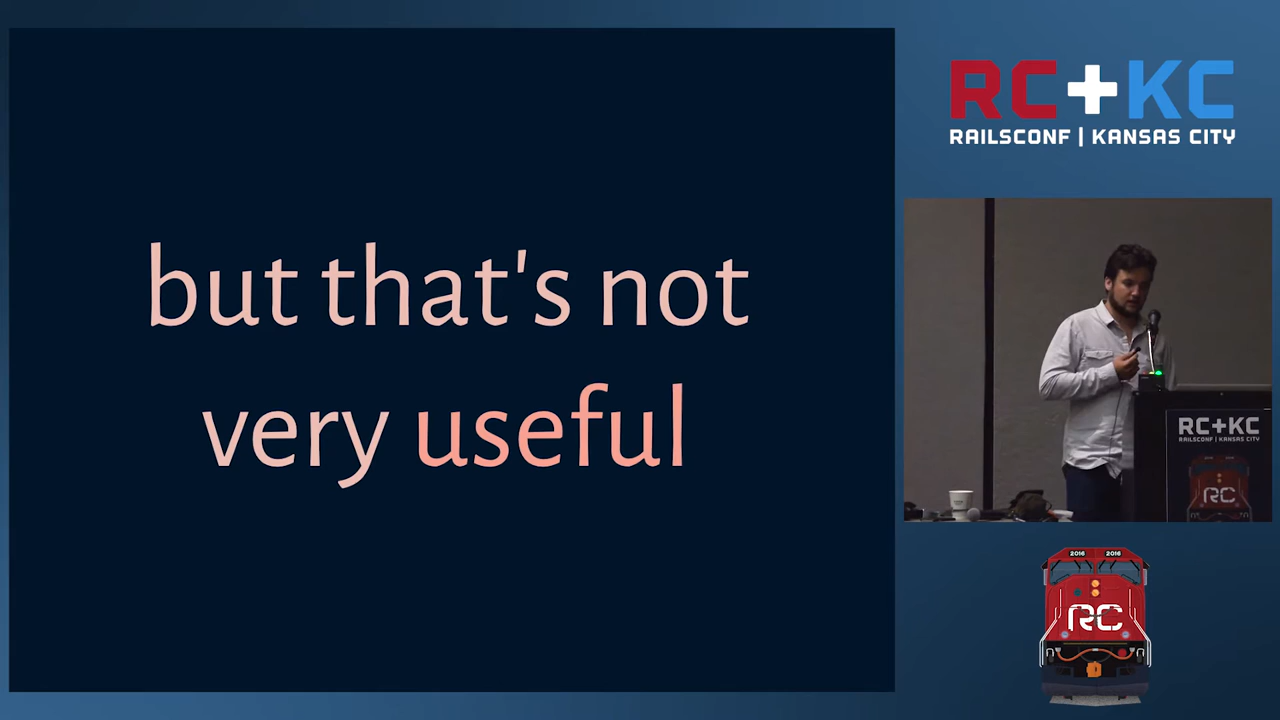 but that's not
very useful
RC+KC
RAILSCONF | KANSAS CITY
RC+KC
RAILSCONF | KANSAS CITY
RC
2016 2016
RC